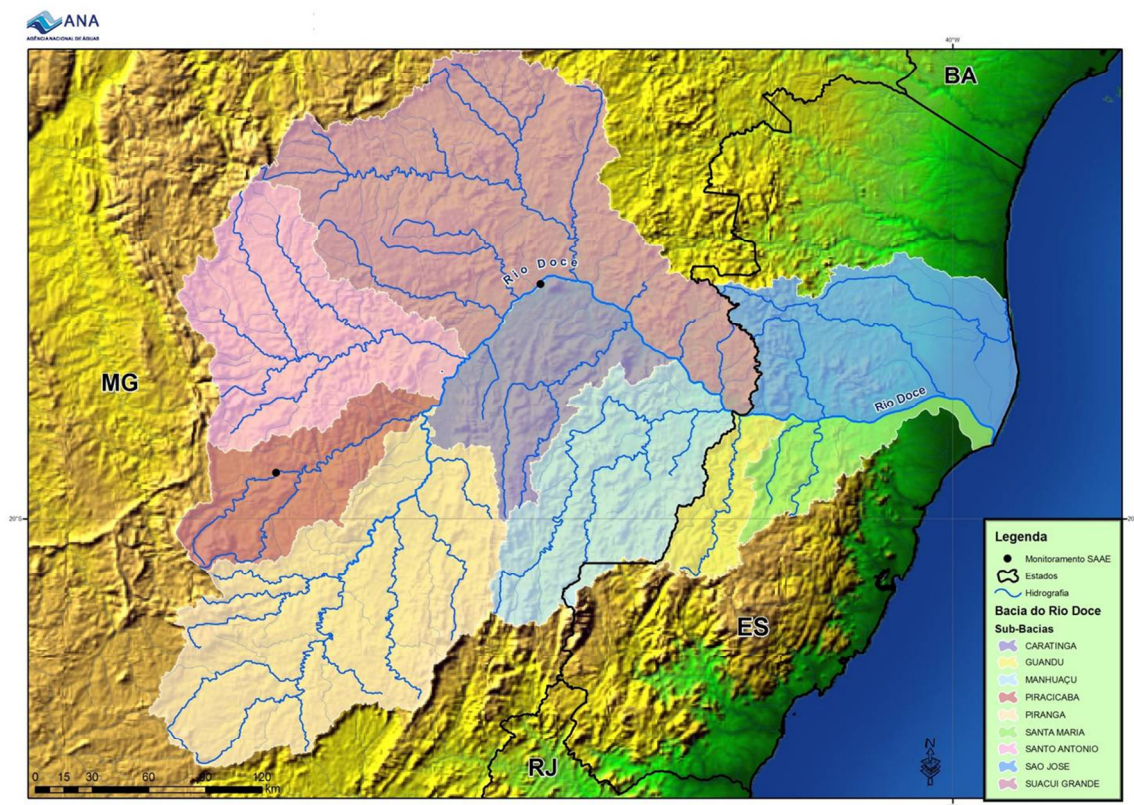 ANA
AGÊNCIA NACIONAL DE ÁGUAS
40°W
BA
Rio Doce
MG
Rio Doce
20°S
20
Legenda
Monitoramento SAAE
Estados
Hidrografia
Bacia do Rio Doce
Sub-Bacias
CARATINGA
GUANDU
MANHUAÇU
PIRACICABA
PIRANGA
SANTA MARIA
SANTO ANTONIO
SAO JOSE
SUACUI GRANDE
ES
N
RJ
0 15 30 60 90 120
km